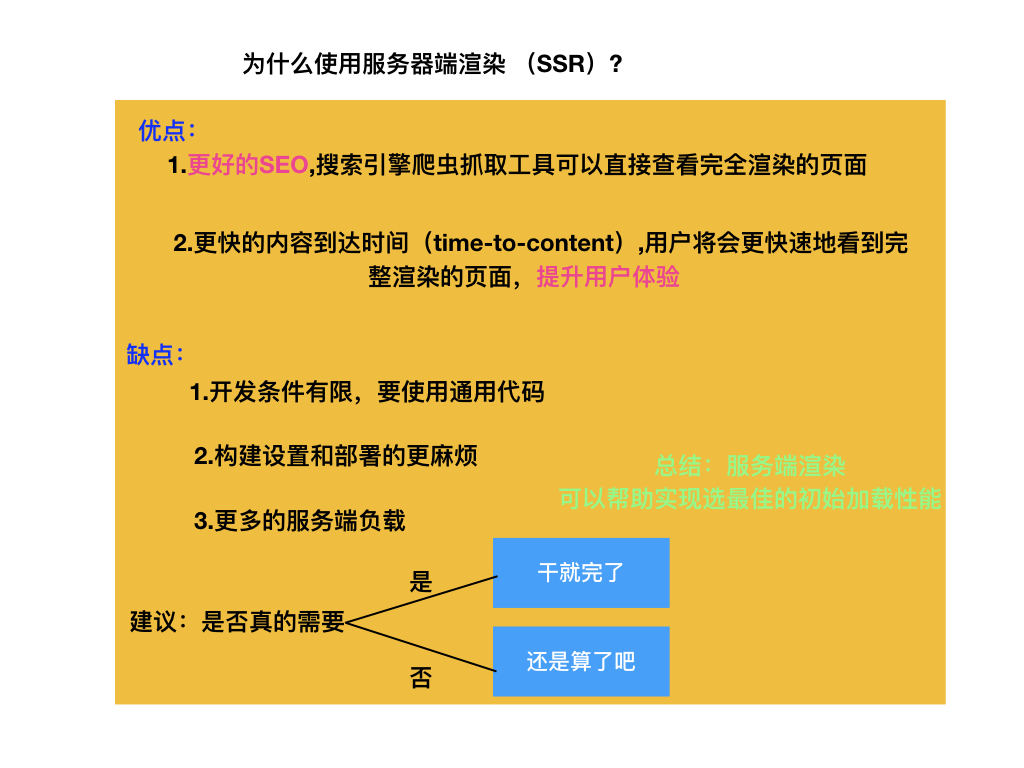 为什么使用服务器端渲染 （SSR）?
优点：
1.更好的SEO,搜索引擎爬虫抓取工具可以直接查看完全渲染的页面
2.更快的内容到达时间（time-to-content）,用户将会更快速地看到完
整渲染的页面，提升用户体验
缺点：
1.开发条件有限，要使用通用代码
2.构建设置和部署的更麻烦
总结：服务端渲染
可以帮助实现选最佳的初始加载性能
3.更多的服务端负载
是
干就完了
建议：是否真的需要
还是算了吧
否